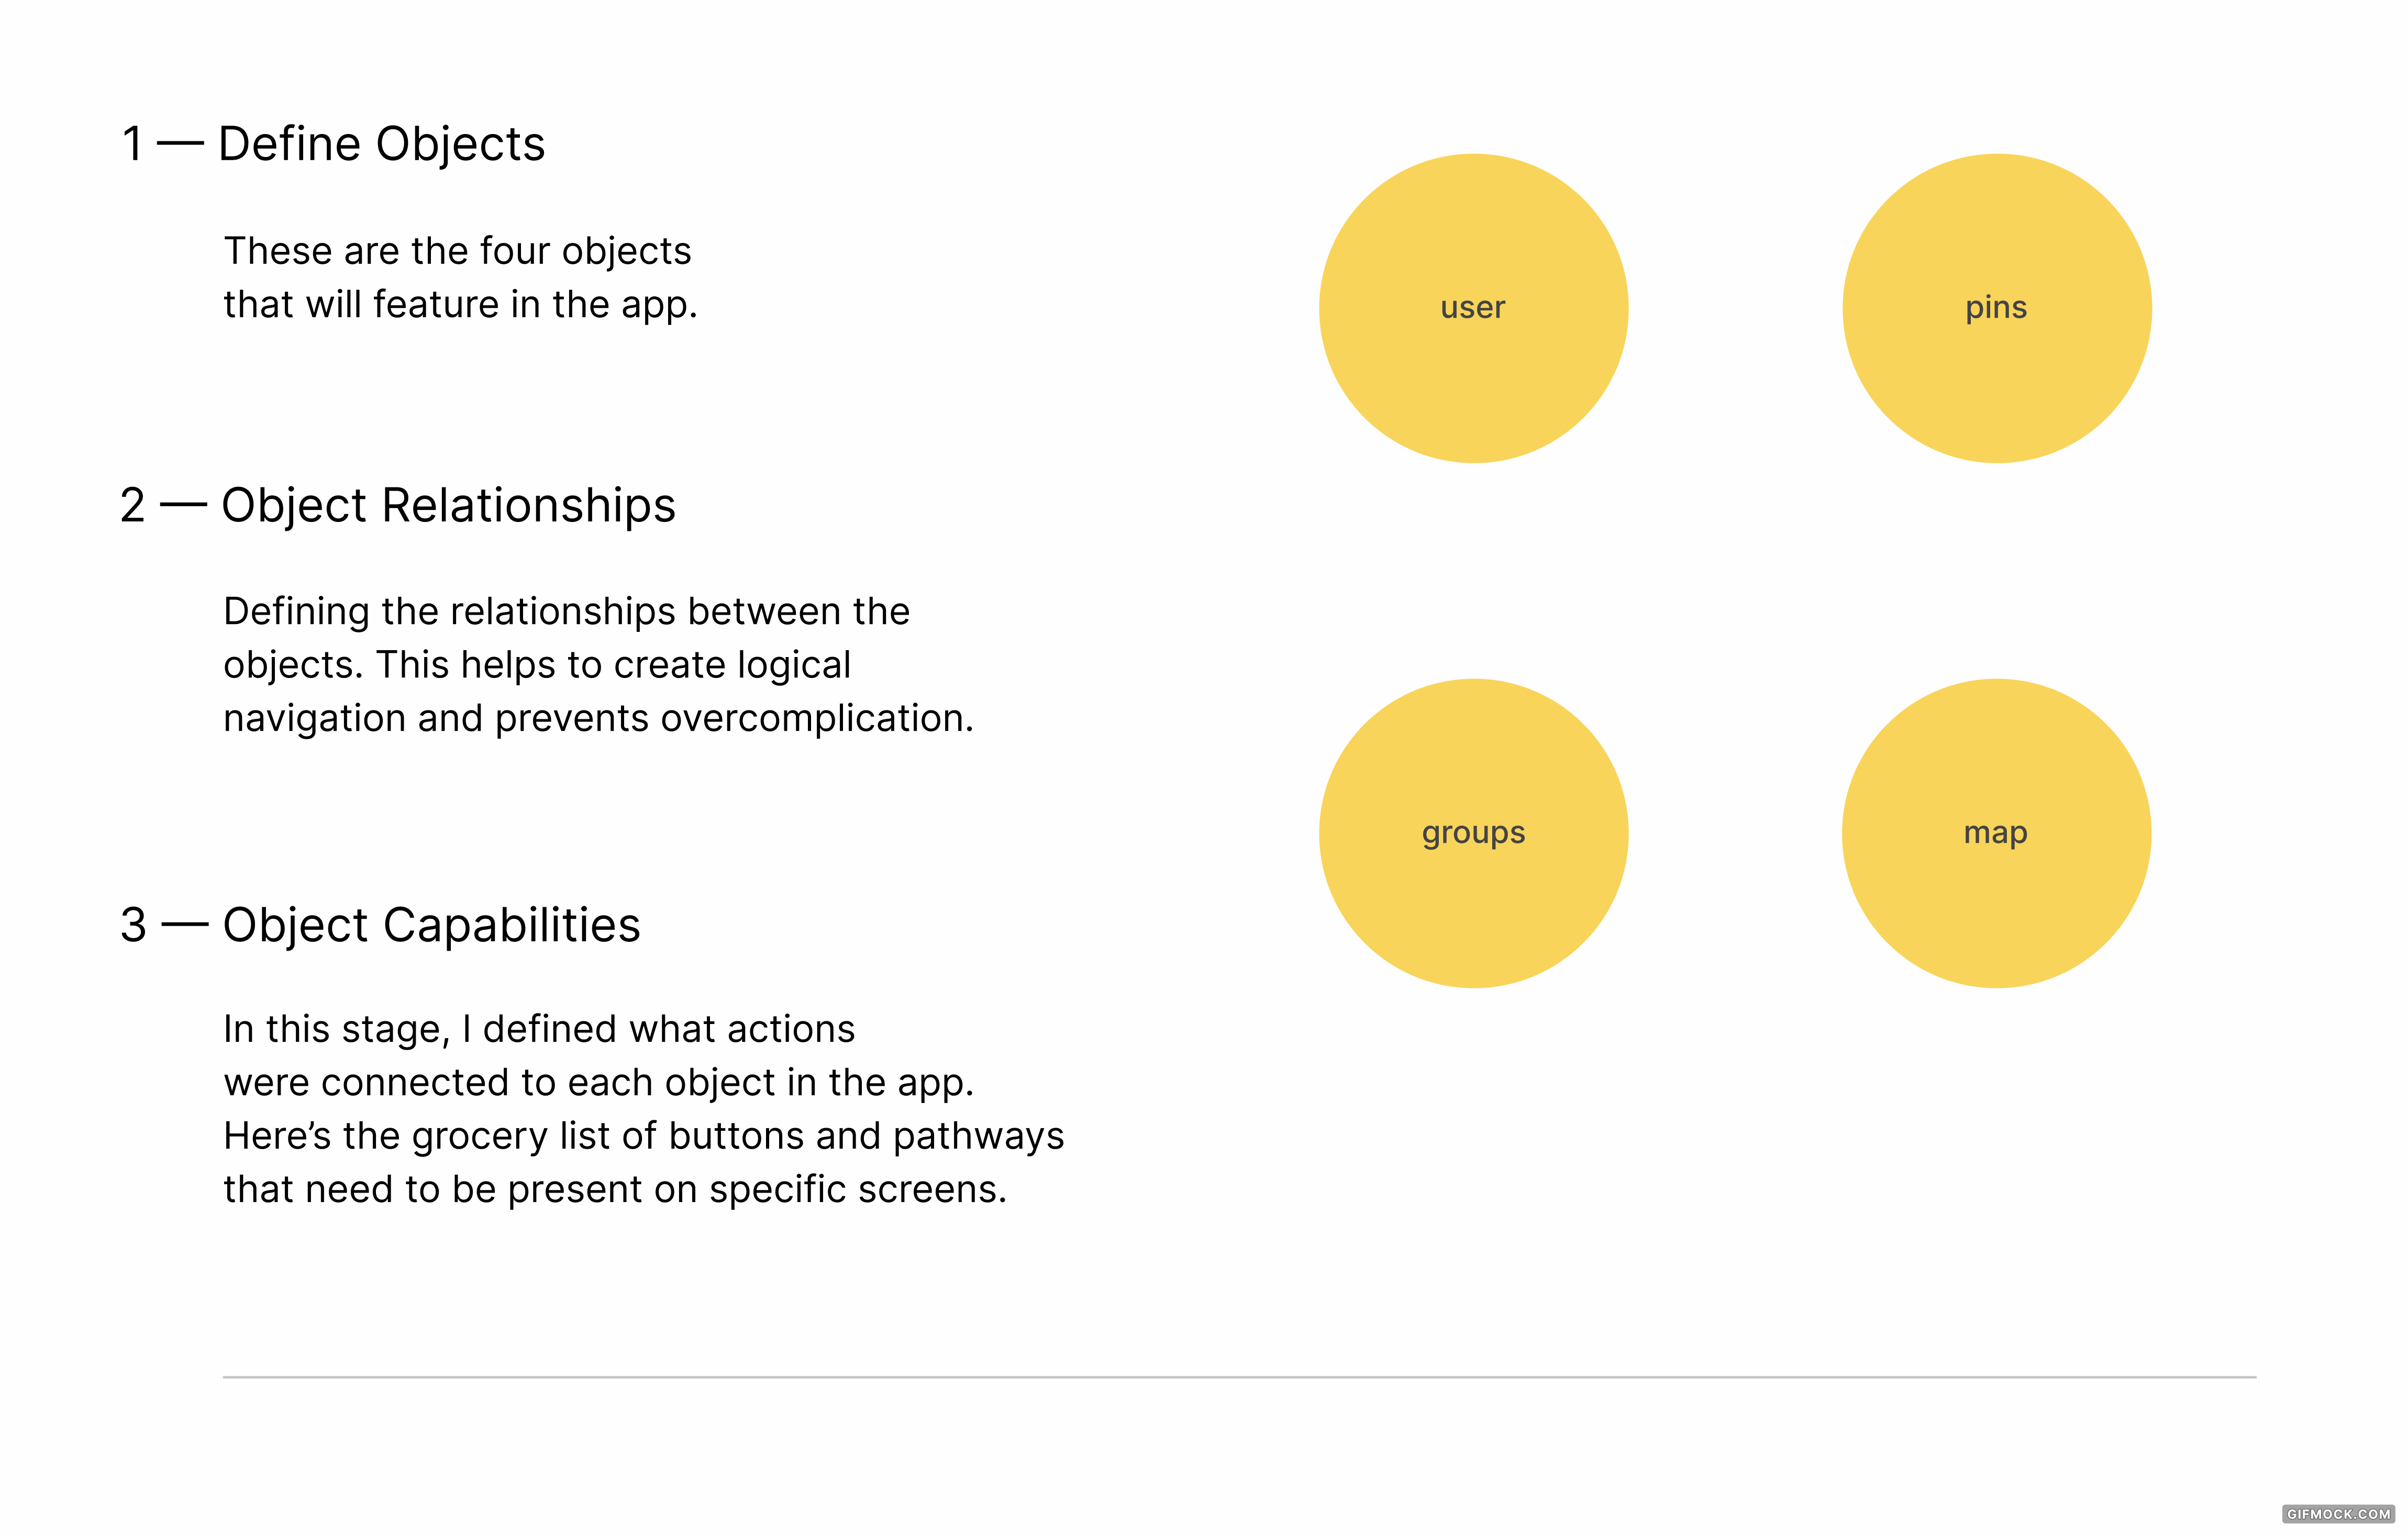 1 — Define Objects
These are the four objects
that will feature in the app.
2 — Object Relationships
Defining the relationships between the
objects. This helps to create logical
navigation and prevents overcomplication.
3 — Object Capabilities
In this stage, I defined what actions
were connected to each object in the app.
Here’s the grocery list of buttons and pathways
that need to be present on specific screens.
user
pins
groups
map
GIFMOCK.COM